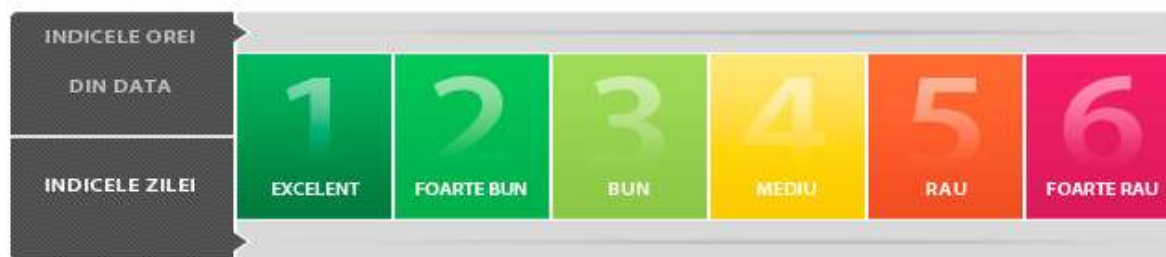 INDICELE OREI
DIN DATA
INDICELE ZILEI
1
EXCELENT
2
FOARTE BUN
3
BUN
4
MEDIU
5
RAU
6
FOARTE RAU